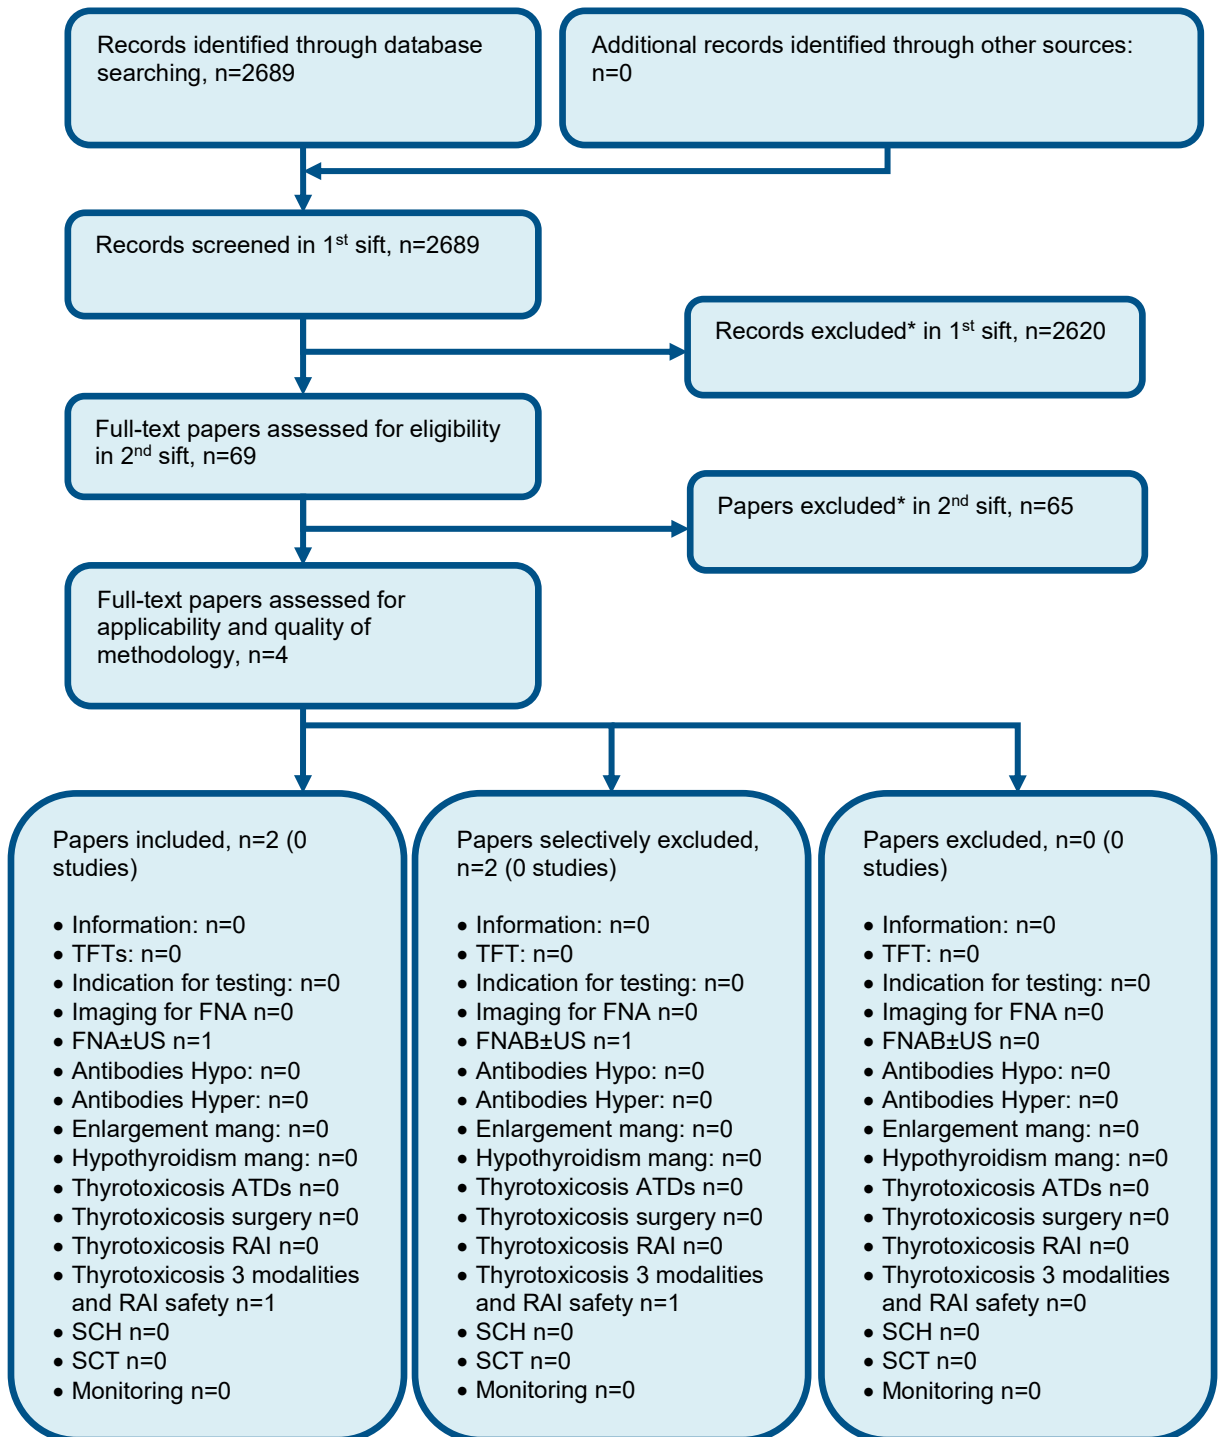 Records identified through database
searching, n=2689
Additional records identified through other sources:
n=0
Records screened in 1st sift, n=2689
Records excluded* in 1st sift, n=2620
Full-text papers assessed for eligibility
in 2nd sift, n=69
Papers excluded* in 2nd sift, n=65
Full-text papers assessed for
applicability and quality of
methodology, n=4
Papers included, n=2 (0
studies)
• Information: n=0
• TFTs: n=0
• Indication for testing: n=0
• Imaging for FNA n=0
• FNA±US n=1
• Antibodies Hypo: n=0
• Antibodies Hyper: n=0
• Enlargement mang: n=0
• Hypothyroidism mang: n=0
• Thyrotoxicosis ATDs n=0
• Thyrotoxicosis surgery n=0
• Thyrotoxicosis RAI n=0
• Thyrotoxicosis 3 modalities
and RAI safety n=1
• SCH n=0
• SCT n=0
• Monitoring n=0
Papers selectively excluded,
n=2 (0 studies)
• Information: n=0
• TFT: n=0
• Indication for testing: n=0
• Imaging for FNA n=0
• FNAB±US n=1
• Antibodies Hypo: n=0
• Antibodies Hyper: n=0
• Enlargement mang: n=0
• Hypothyroidism mang: n=0
• Thyrotoxicosis ATDs n=0
• Thyrotoxicosis surgery n=0
• Thyrotoxicosis RAI n=0
• Thyrotoxicosis 3 modalities
and RAI safety n=1
• SCH n=0
• SCT n=0
• Monitoring n=0
Papers excluded, n=0 (0
studies)
• Information: n=0
• TFT: n=0
• Indication for testing: n=0
• Imaging for FNA n=0
• FNAB±US n=0
• Antibodies Hypo: n=0
• Antibodies Hyper: n=0
• Enlargement mang: n=0
• Hypothyroidism mang: n=0
• Thyrotoxicosis ATDs n=0
• Thyrotoxicosis surgery n=0
• Thyrotoxicosis RAI n=0
• Thyrotoxicosis 3 modalities
and RAI safety n=0
• SCH n=0
• SCT n=0
• Monitoring n=0